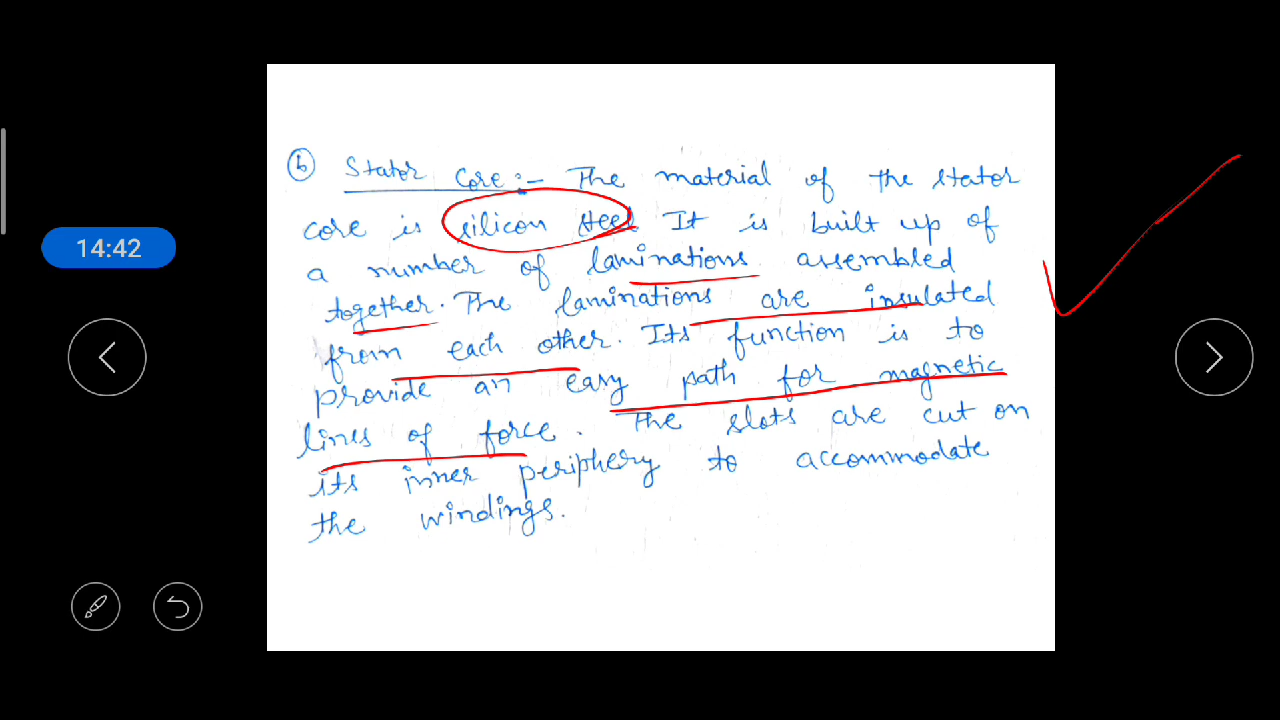 ⓑ Stator Core :- The material of the stator
core is silicon steel It is built up of
a number of laminations assembled
together. The laminations are insulated
from each other. Its function is to
provide an easy path for magnetic
lines of force. The slots are cut on
its inner periphery to accommodate
the windings.
14:42